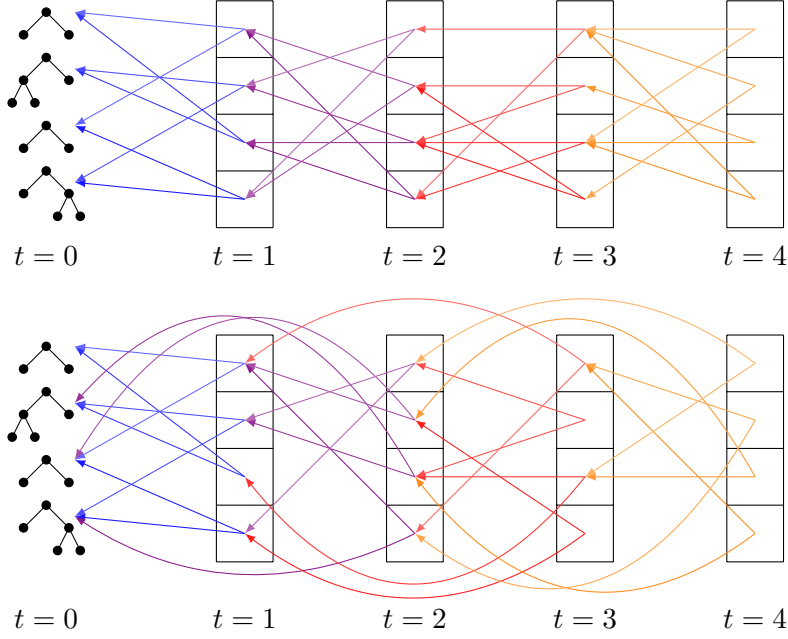 t = 0 t = 1 t = 2 t = 3 t = 4
t = 0 t = 1 t = 2 t = 3 t = 4